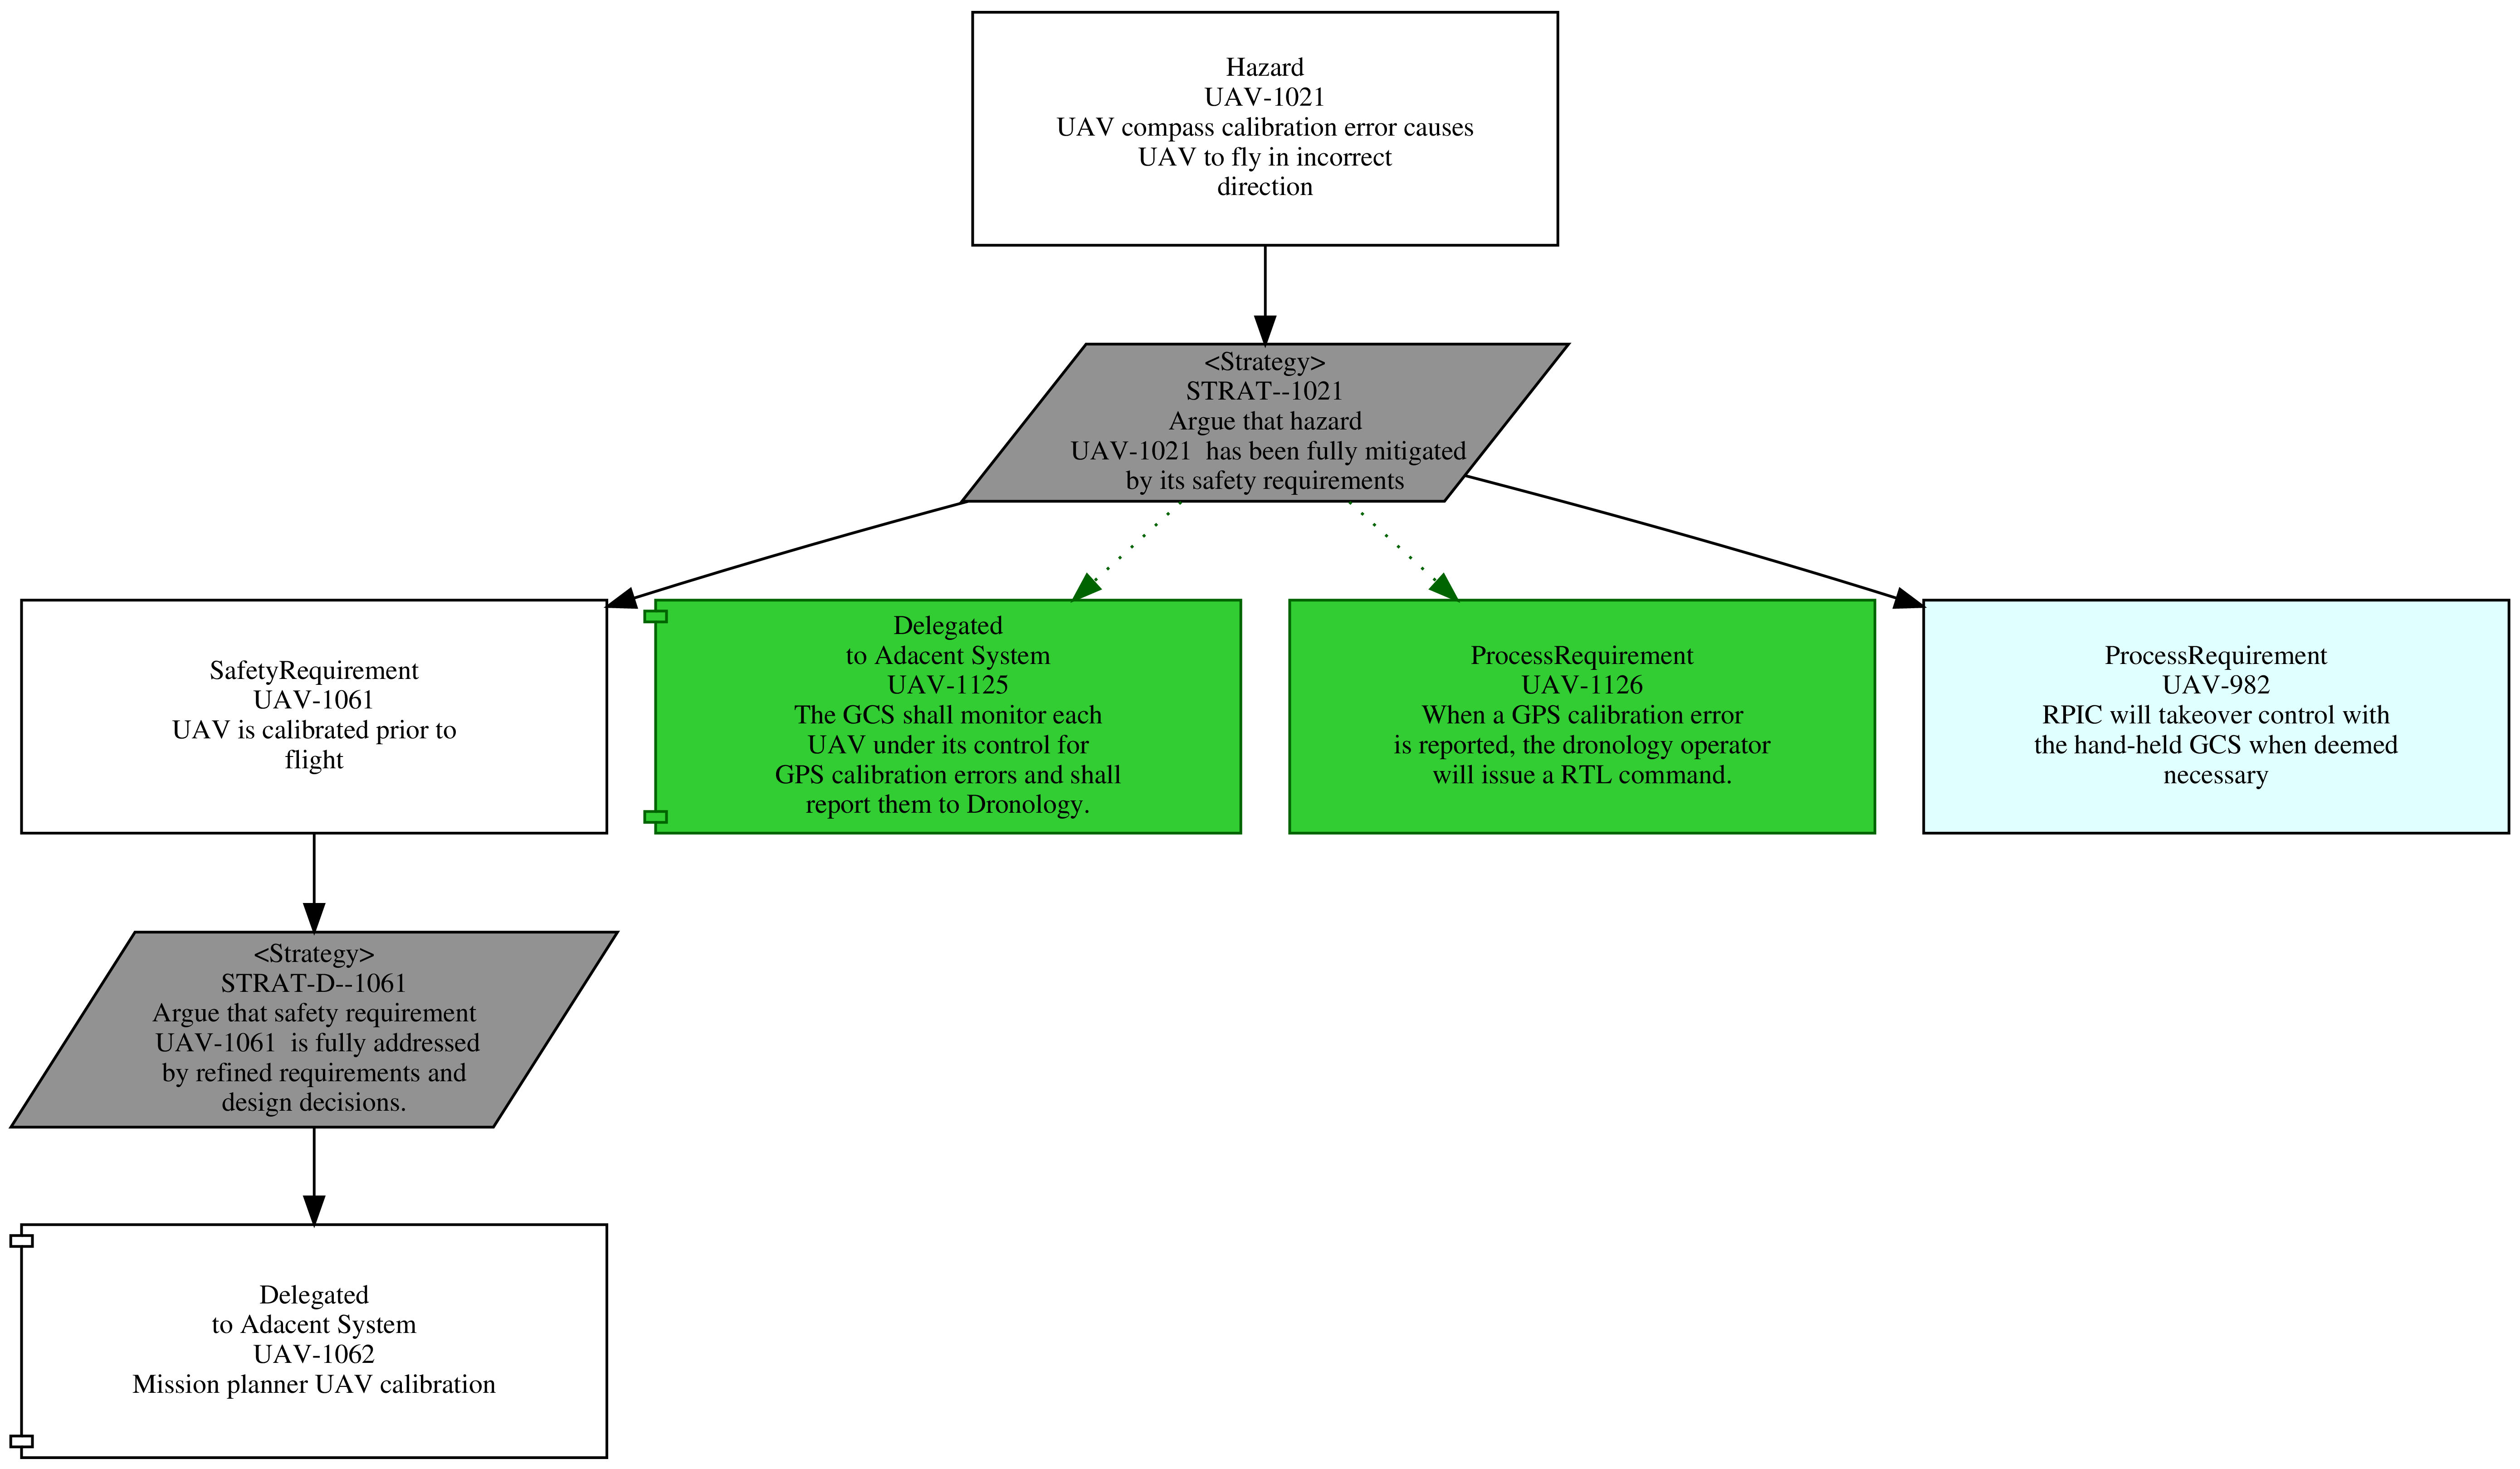 Hazard
UAV-1021
UAV compass calibration error causes
UAV to fly in incorrect
direction
<Strategy>
STRAT--1021
Argue that hazard
UAV-1021  has been fully mitigated
by its safety requirements
SafetyRequirement
UAV-1061
UAV is calibrated prior to
flight
Delegated
to Adacent System
UAV-1125
The GCS shall monitor each
UAV under its control for
GPS calibration errors and shall
report them to Dronology.
ProcessRequirement
UAV-1126
When a GPS calibration error
is reported, the dronology operator
will issue a RTL command.
ProcessRequirement
UAV-982
RPIC will takeover control with
the hand-held GCS when deemed
necessary
<Strategy>
STRAT-D--1061
Argue that safety requirement
UAV-1061  is fully addressed
by refined requirements and
design decisions.
Delegated
to Adacent System
UAV-1062
Mission planner UAV calibration